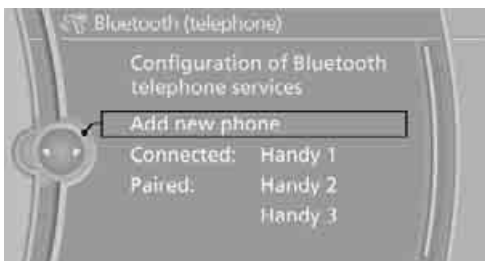 Bluetooth (telephone)
Configuration of Bluetooth
telephone services
Add new phone
Connected: Handy 1
Paired: Handy 2
Handy 3